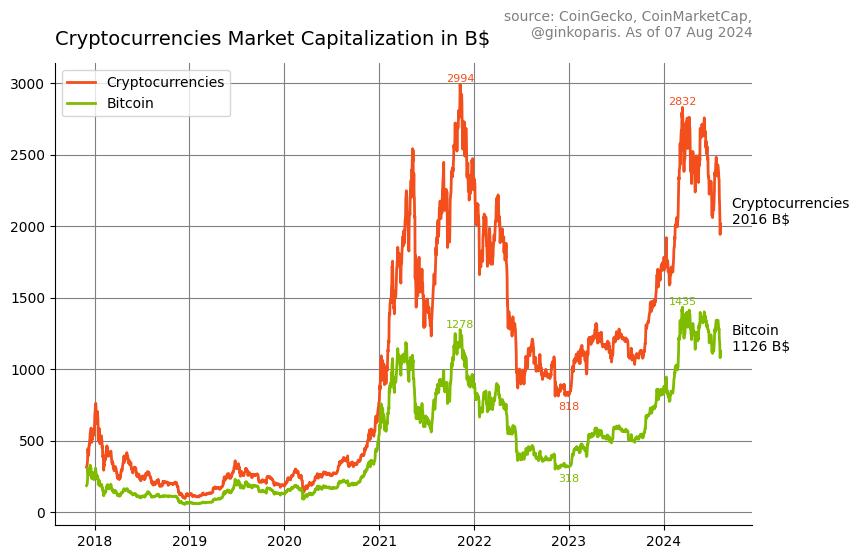 source: CoinGecko, CoinMarketCap,
@ginkoparis. As of 07 Aug 2024
Cryptocurrencies Market Capitalization in B$
Cryptocurrencies
Bitcoin
3000
2500
2000
1500
1000
500
0
2994
2832
1278
1435
818
318
Cryptocurrencies
2016 B$
Bitcoin
1126 B$
2018 2019 2020 2021 2022 2023 2024